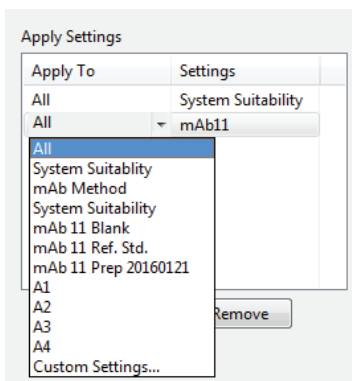 Apply Settings
Apply To Settings
All System Suitability
All mAb11
All
System Suitablity
mAb Method
System Suitability
mAb 11 Blank
mAb 11 Ref. Std.
mAb 11 Prep 20160121
A1
A2
Remove
A3
A4
Custom Settings...